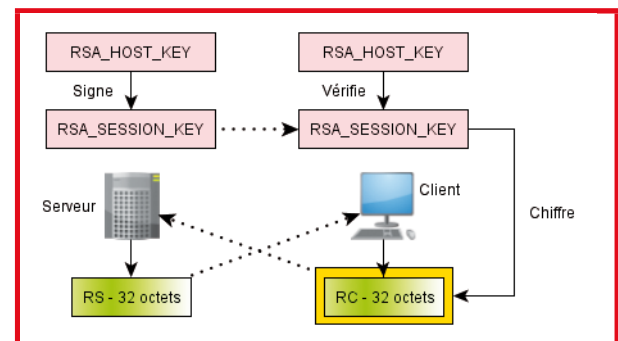 RSA_HOST_KEY
RSA_HOST_KEY
Signe
Vérifie
RSA_SESSION_KEY
RSA_SESSION_KEY
Serveur
Client
Chiffre
RS - 32 octets
RC - 32 octets